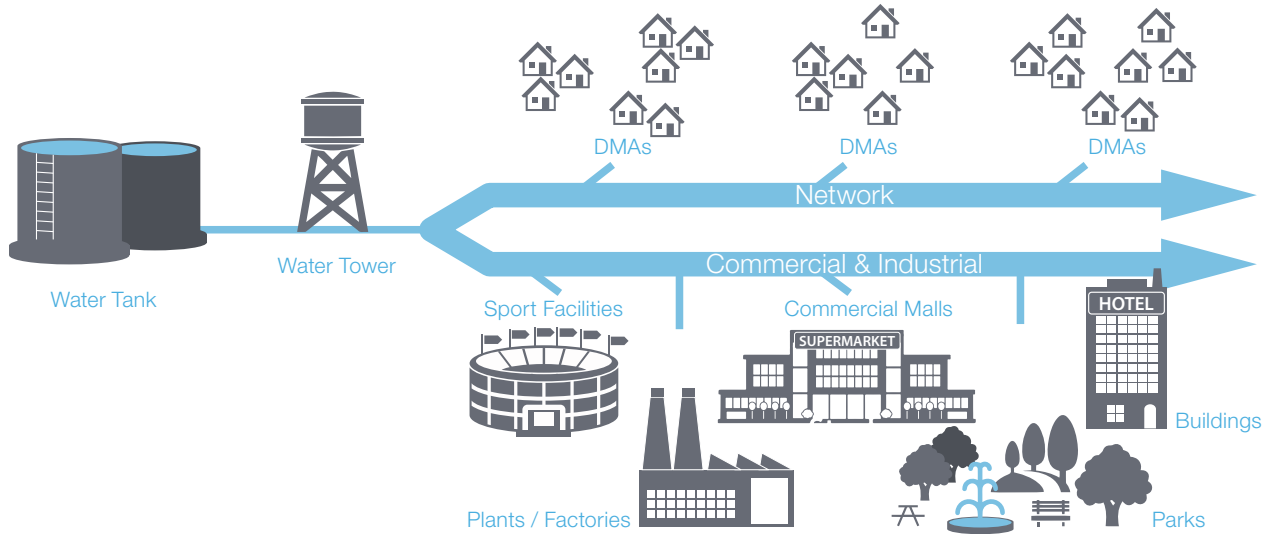 DMAs
DMAs
DMAs
Network
Water Tower
Commercial & Industrial
Water Tank
Sport Facilities
Commercial Malls
HOTEL
SUPERMARKET
Buildings
Plants / Factories
Parks